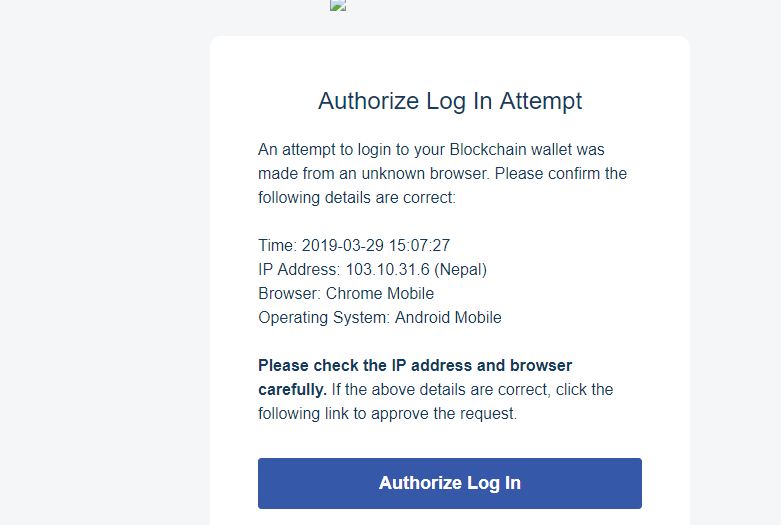 Authorize Log In Attempt
An attempt to login to your Blockchain wallet was
made from an unknown browser. Please confirm the
following details are correct:
Time: 2019-03-29 15:07:27
IP Address: 103.10.31.6 (Nepal)
Browser: Chrome Mobile
Operating System: Android Mobile
Please check the IP address and browser
carefully. If the above details are correct, click the
following link to approve the request.
Authorize Log In